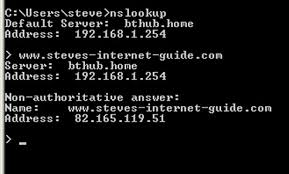 C:\Users\steve>nslookup
Default Server:  bthub.home
Address:  192.168.1.254

> www.steves-internet-guide.com
Server:  bthub.home
Address:  192.168.1.254

Non-authoritative answer:
Name:    www.steves-internet-guide.com
Address:  82.165.119.51

> _